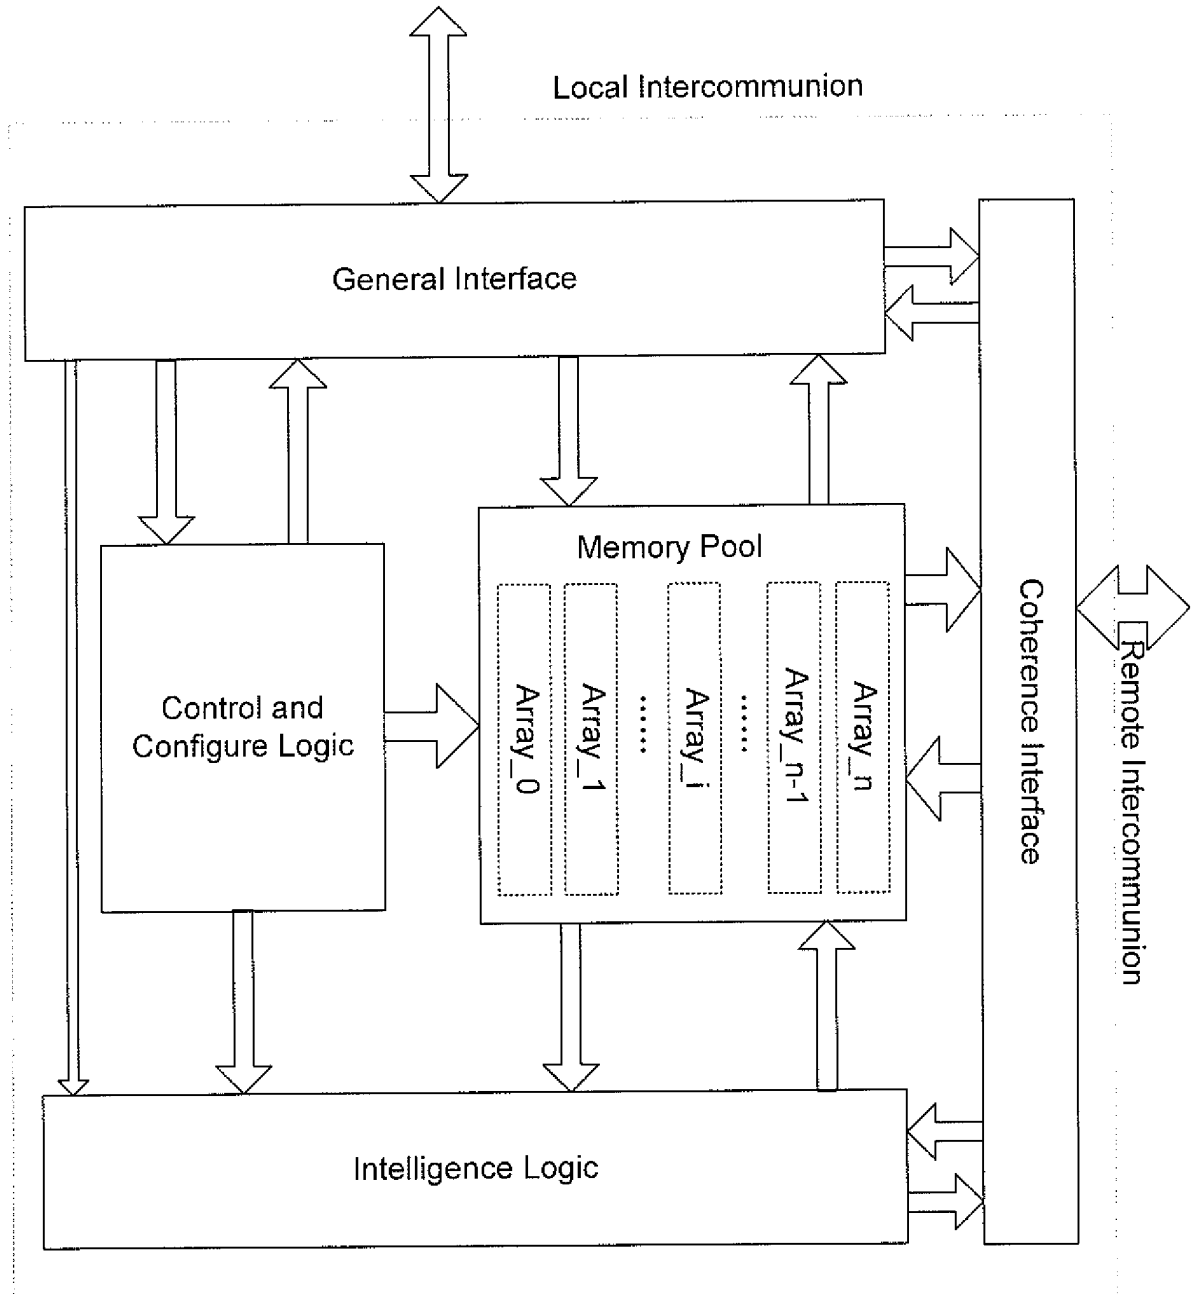 Local Intercommunion
General Interface
Memory Pool
Array_0
Array_1
......
Array_i
......
Array_n-1
Array_n
Control and
Configure Logic
Coherence Interface
Remote Intercommunion
Intelligence Logic